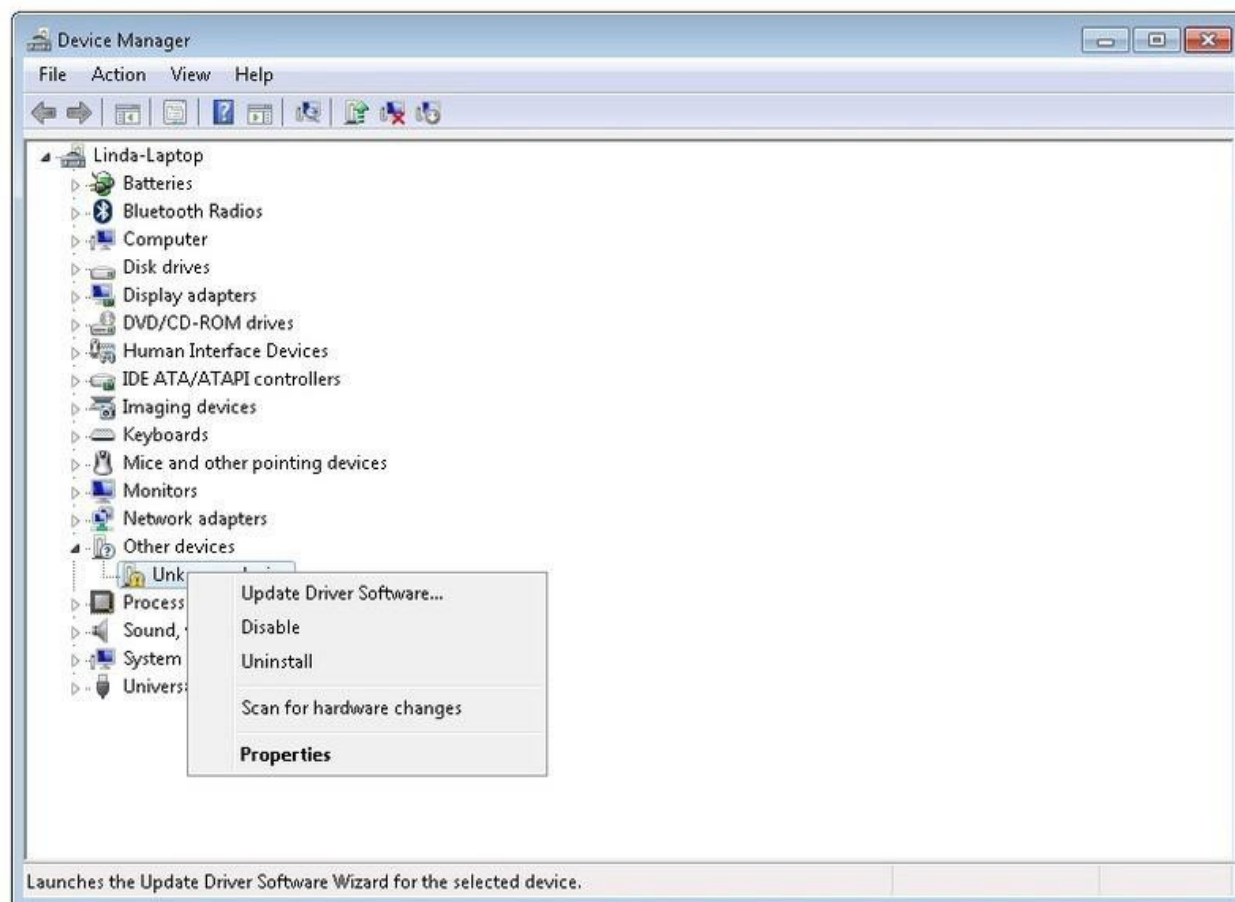 Device Manager
File Action View Help
Linda-Laptop
Batteries
Bluetooth Radios
Computer
Disk drives
Display adapters
DVD/CD-ROM drives
Human Interface Devices
IDE ATA/ATAPI controllers
Imaging devices
Keyboards
Mice and other pointing devices
Monitors
Network adapters
Other devices
Update Driver Software...
Process
Disable
Sound,
Uninstall
System
Scan for hardware changes
Properties
Launches the Update Driver Software Wizard for the selected device.